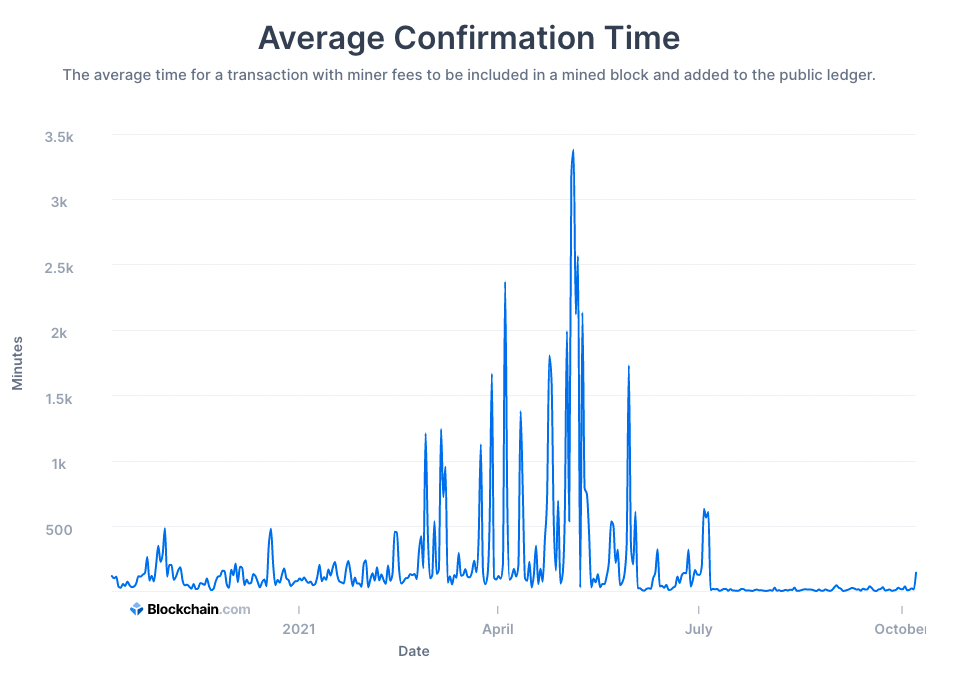 Average Confirmation Time
The average time for a transaction with miner fees to be included in a mined block and added to the public ledger.
3.5k
3k
2.5k
2k
1.5k
1k
500
Minutes
Blockchain.com
2021
April
July
October
Date